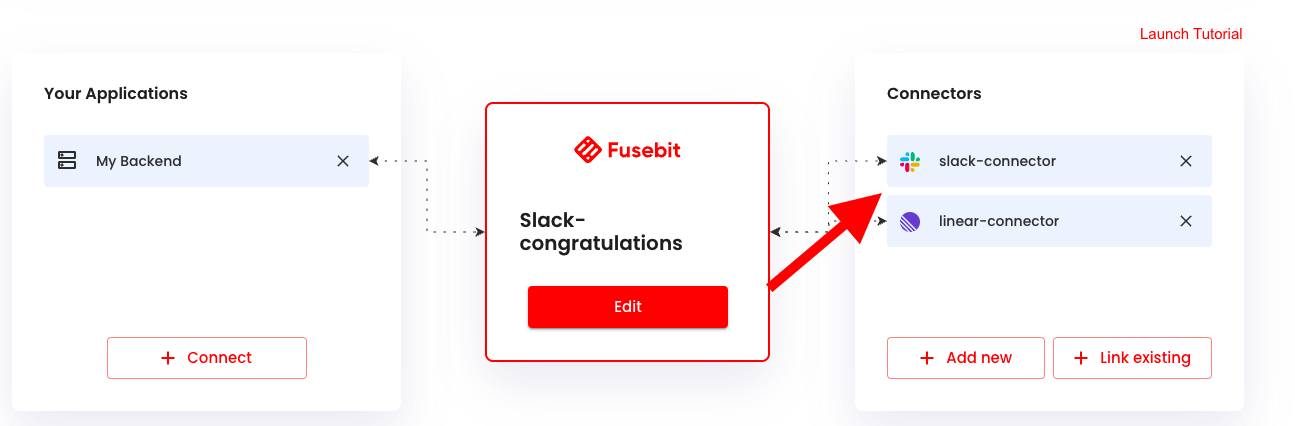 Launch Tutorial
Your Applications
My Backend
Connect
Fusebit
Slack-
congratulations
Edit
Connectors
slack-connector
linear-connector
Add new
Link existing